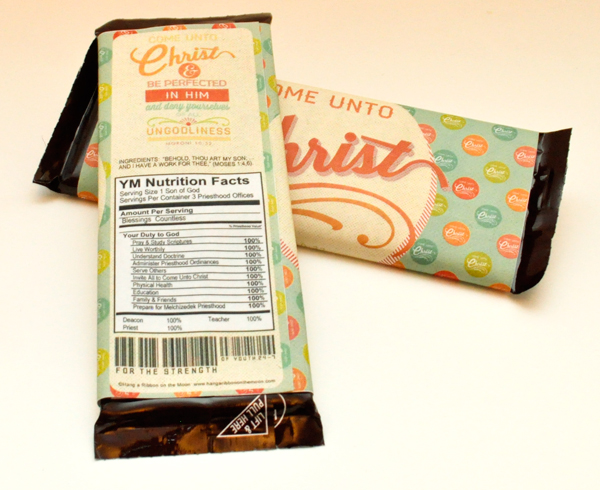 COME UNTO
Christ
&
BE PERFECTED
IN HIM
and deny yourselves
OF ALL
UNGODLINESS
MORONI 10:32
INGREDIENTS: "BEHOLD, THOU ART MY SON...
AND I HAVE A WORK FOR THEE." (MOSES 1:4,6)
YM Nutrition Facts
Serving Size 1 Son of God
Servings Per Container 3 Priesthood Offices
Amount Per Serving
Blessings Countless
Your Duty to God
Pray & Study Scriptures 100%
Live Worthily 100%
Understand Doctrine 100%
Administer Priesthood Ordinances 100%
Serve Others 100%
Invite All to Come Unto Christ 100%
Physical Health 100%
Education 100%
Family & Friends 100%
Prepare for Melchizedek Priesthood 100%
Deacon 100% Teacher 100%
Priest 100%
FOR THE STRENGTH
OF YOUTH
LIFT &
PULL HERE
OME UNTO
hrist